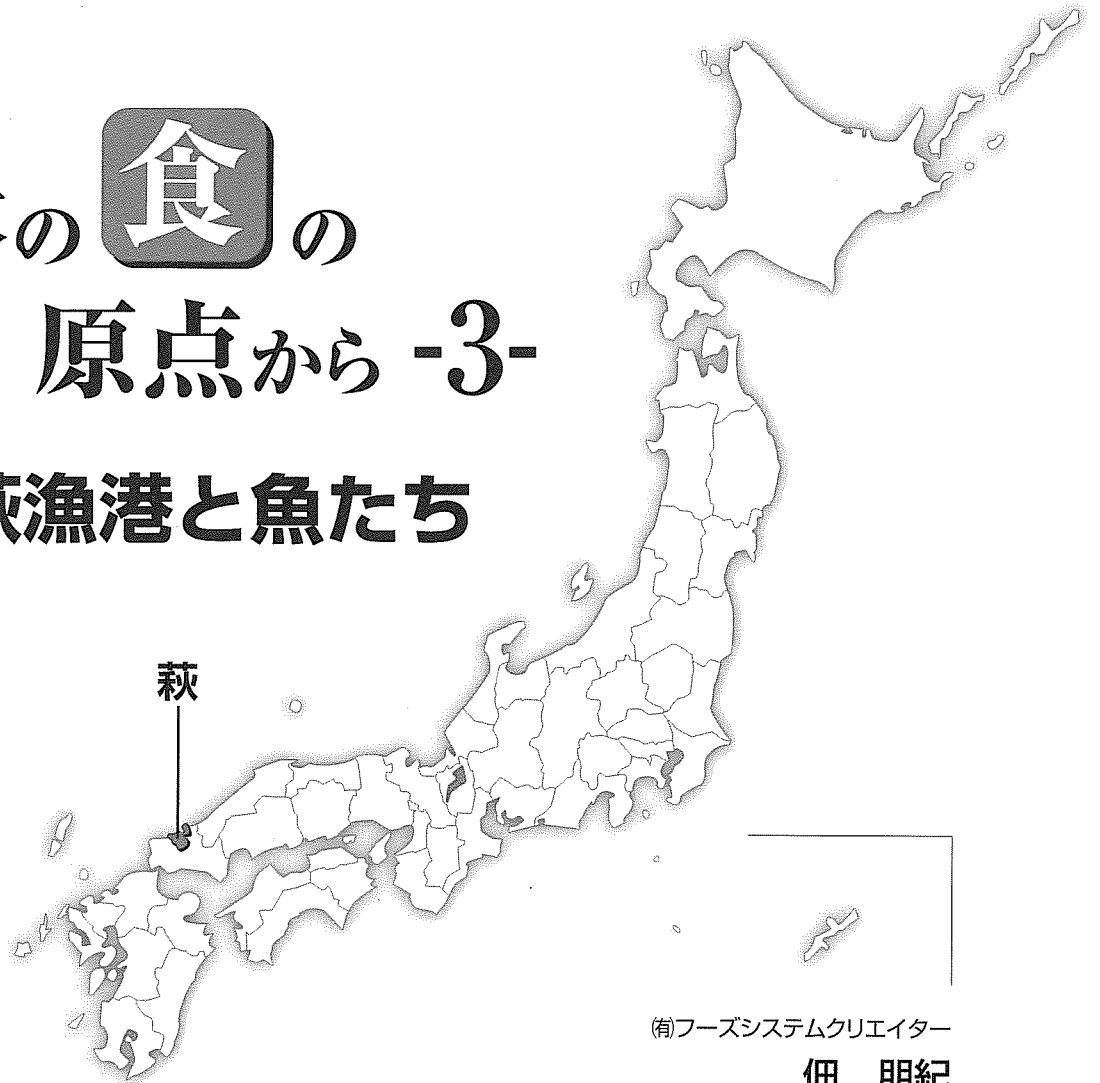 の食の
原点から -3-
漁港と魚たち
萩
㈲フーズシステムクリエイター
佃 明紀